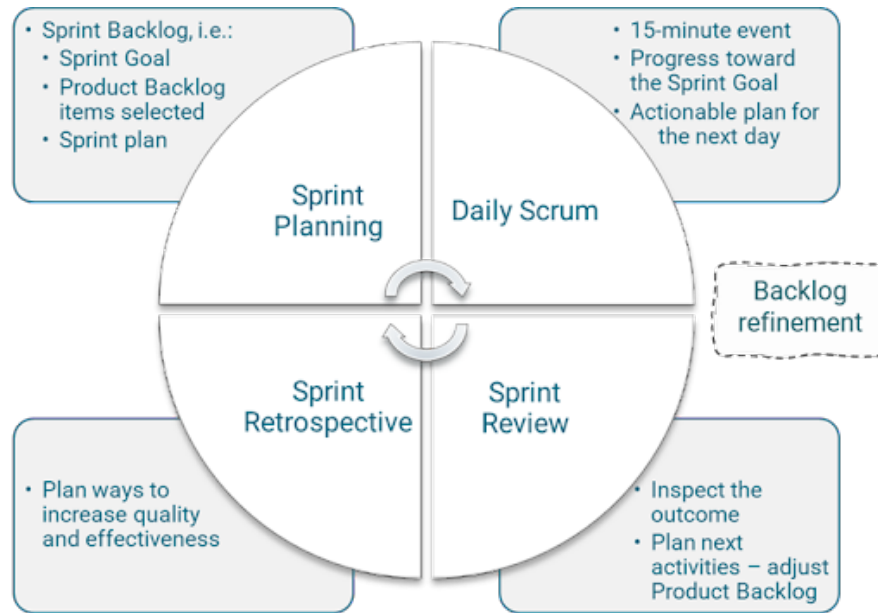 • Sprint Backlog, i.e.:
• Sprint Goal
• Product Backlog
items selected
• Sprint plan
• 15-minute event
• Progress toward
the Sprint Goal
• Actionable plan for
the next day
Sprint
Planning
Daily Scrum
Backlog
refinement
Sprint
Retrospective
Sprint
Review
• Plan ways to
increase quality
and effectiveness
• Inspect the
outcome
• Plan next
activities – adjust
Product Backlog